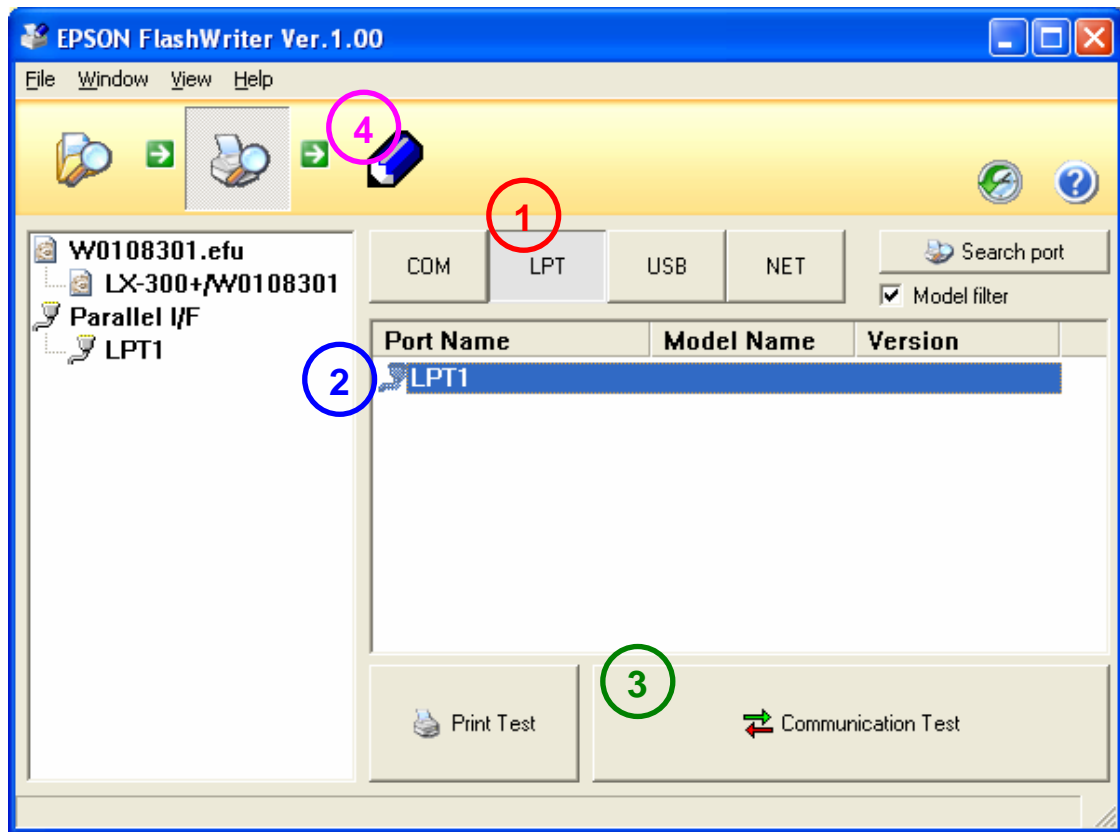 EPSON FlashWriter Ver.1.00
File Window View Help
4
1
W0108301.efu
LX-300+/W0108301
Parallel I/F
LPT1
COM LPT USB NET
Search port
Model filter
Port Name Model Name Version
2
LPT1
3
Print Test
Communication Test